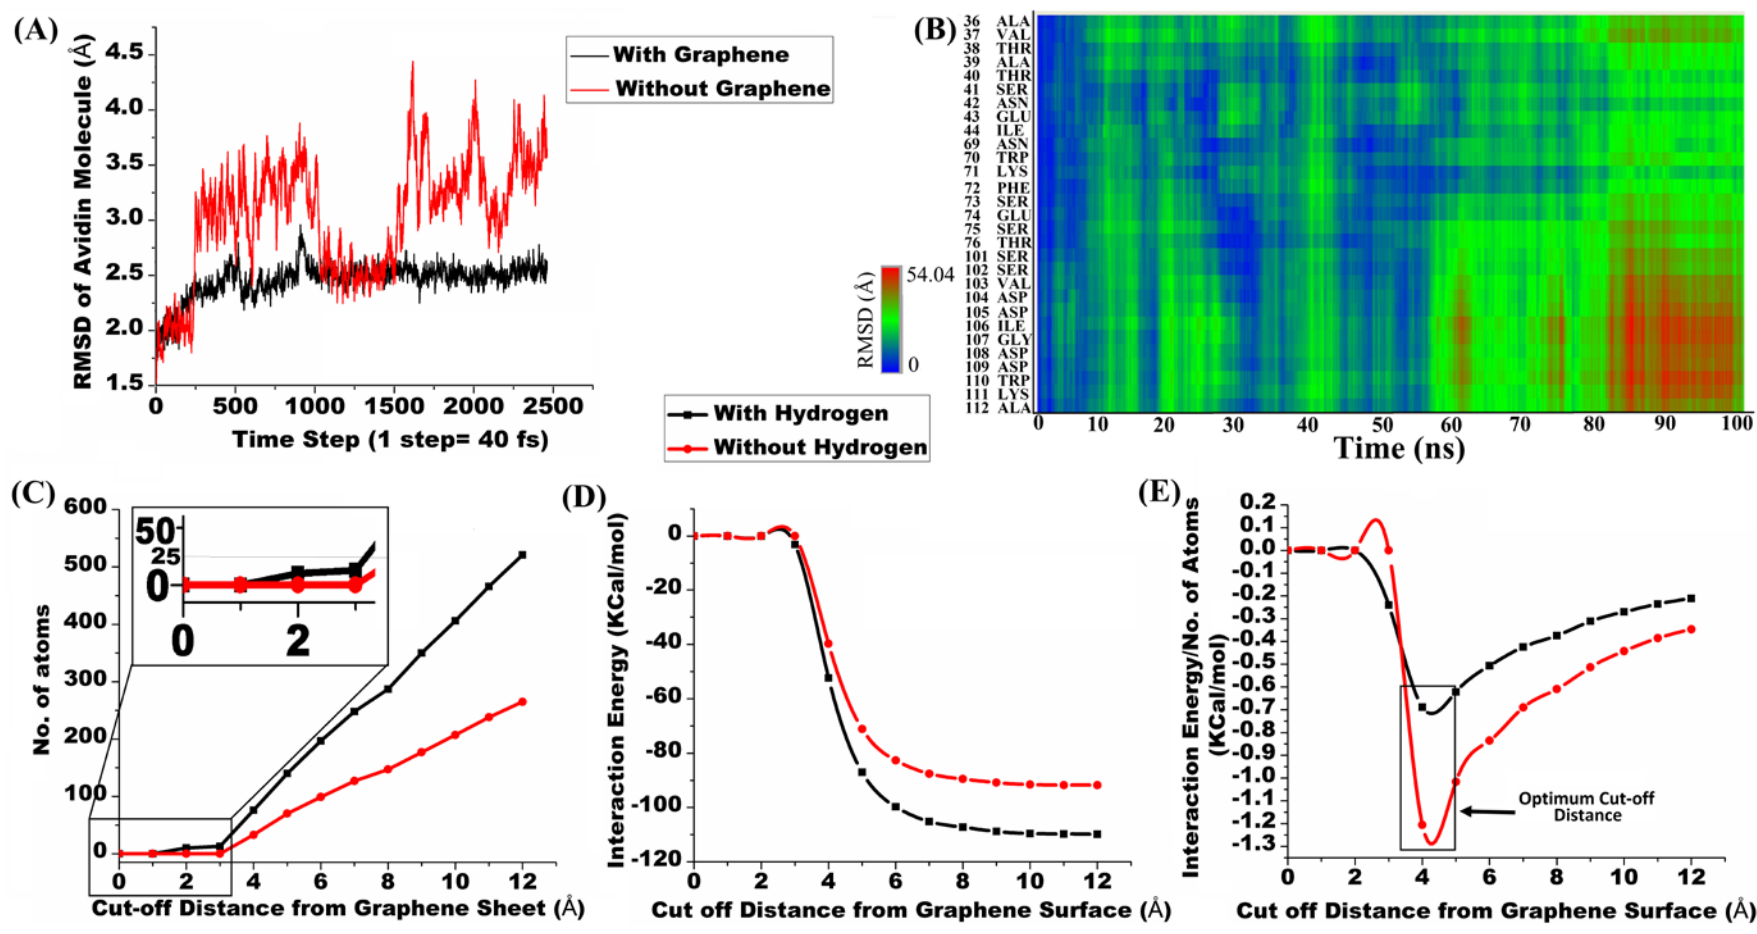 (A)
RMSD of Avidin Molecule (Å)
4.5
4.0
3.5
3.0
2.5
2.0
1.5
0 500 1000 1500 2000 2500
Time Step (1 step= 40 fs)
With Graphene
Without Graphene
(B)
36 ALA
37 VAL
38 THR
39 ALA
40 THR
41 SER
42 ASN
43 GLU
44 ILE
69 ASN
70 TRP
71 LYS
72 PHE
73 SER
74 GLU
75 SER
76 THR
101 SER
102 SER
103 VAL
104 ASP
105 ASP
106 ILE
107 GLY
108 ASP
109 ASP
110 TRP
111 LYS
112 ALA
RMSD (Å)
54.04
0
0 10 20 30 40 50 60 70 80 90 100
Time (ns)
With Hydrogen
Without Hydrogen
(C)
No. of atoms
600
500
400
300
200
100
0
50
25
0
0 2
0 2 4 6 8 10 12
Cut-off Distance from Graphene Sheet (Å)
(D)
Interaction Energy (KCal/mol)
0
-20
-40
-60
-80
-100
-120
0 2 4 6 8 10 12
Cut off Distance from Graphene Surface (Å)
(E)
Interaction Energy/No. of Atoms
(KCal/mol)
0.2
0.1
0.0
-0.1
-0.2
-0.3
-0.4
-0.5
-0.6
-0.7
-0.8
-0.9
-1.0
-1.1
-1.2
-1.3
Optimum Cut-off
Distance
0 2 4 6 8 10 12
Cut off Distance from Graphene Surface (Å)